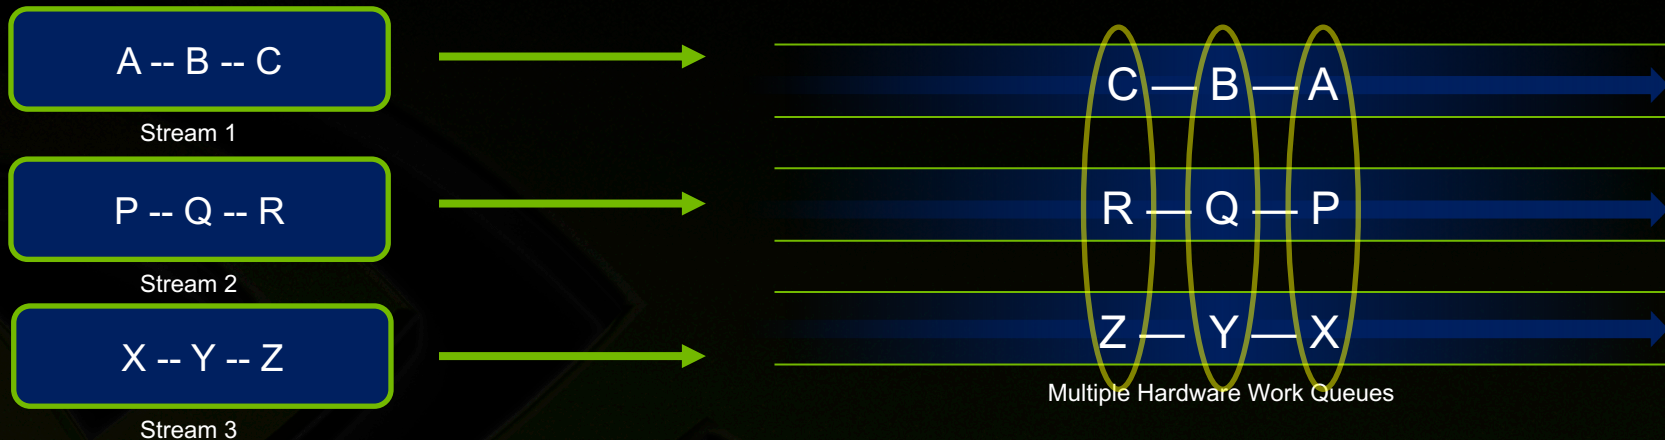 A -- B -- C
Stream 1
P -- Q -- R
Stream 2
X -- Y -- Z
Stream 3
C — B — A
R — Q — P
Z — Y — X
Multiple Hardware Work Queues